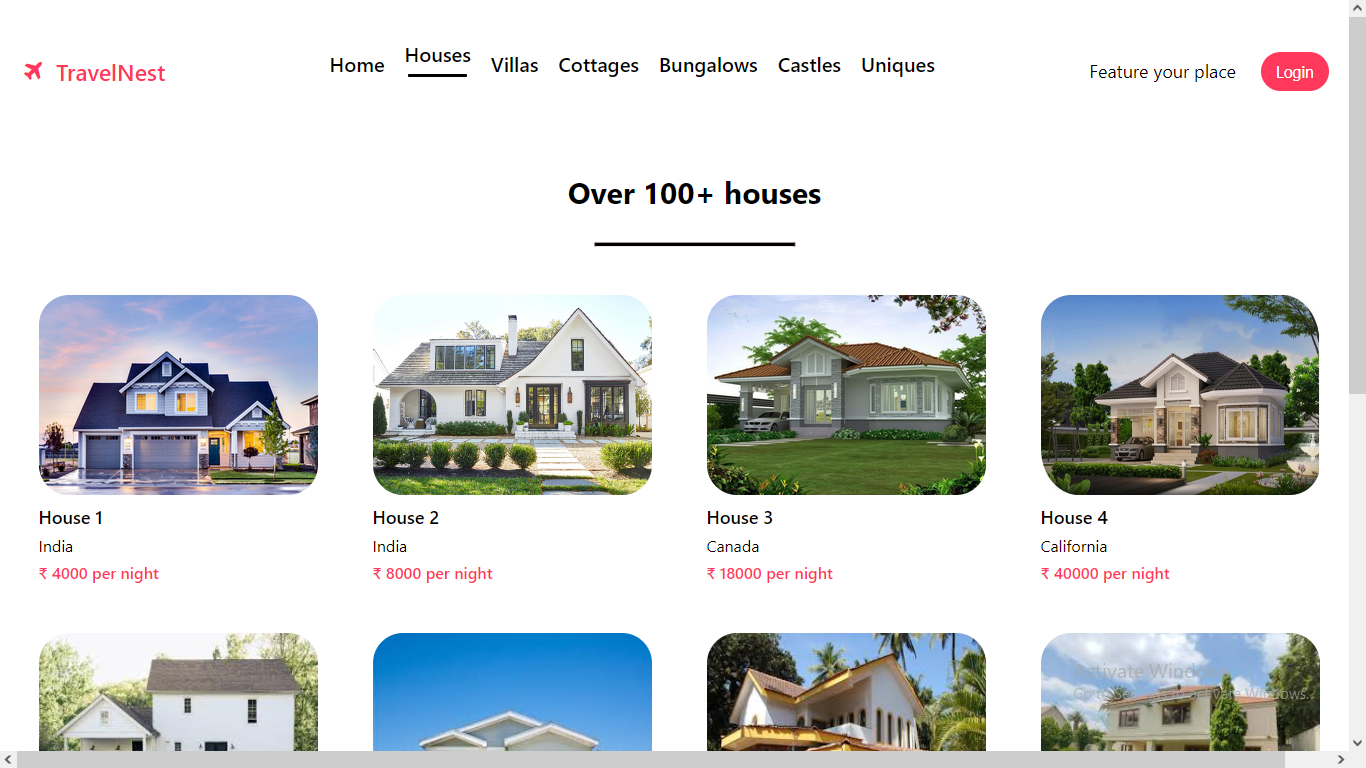 TravelNest
Home Houses Villas Cottages Bungalows Castles Uniques
Feature your place
Login
Over 100+ houses
House 1
India
₹ 4000 per night
House 2
India
₹ 8000 per night
House 3
Canada
₹ 18000 per night
House 4
California
₹ 40000 per night
Activate Windows
Go to Settings to activate Windows.